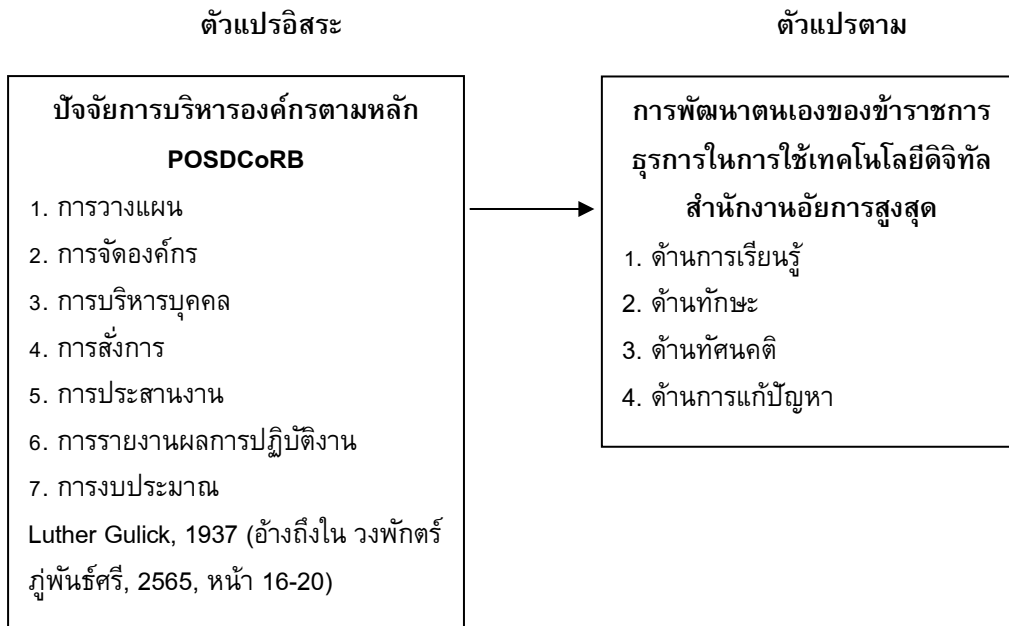 ตัวแปรอิสระ
ตัวแปรตาม
ปัจจัยการบริหารองค์กรตามหลัก
POSDCoRB
1. การวางแผน
2. การจัดองค์กร
3. การบริหารบุคคล
4. การสั่งการ
5. การประสานงาน
6. การรายงานผลการปฏิบัติงาน
7. การงบประมาณ
Luther Gulick, 1937 (อ้างถึงใน วงพักตร์
ภู่พันธ์ศรี, 2565, หน้า 16-20)
การพัฒนาตนเองของข้าราชการ
ธุรการในการใช้เทคโนโลยีดิจิทัล
สำนักงานอัยการสูงสุด
1. ด้านการเรียนรู้
2. ด้านทักษะ
3. ด้านทัศนคติ
4. ด้านการแก้ปัญหา